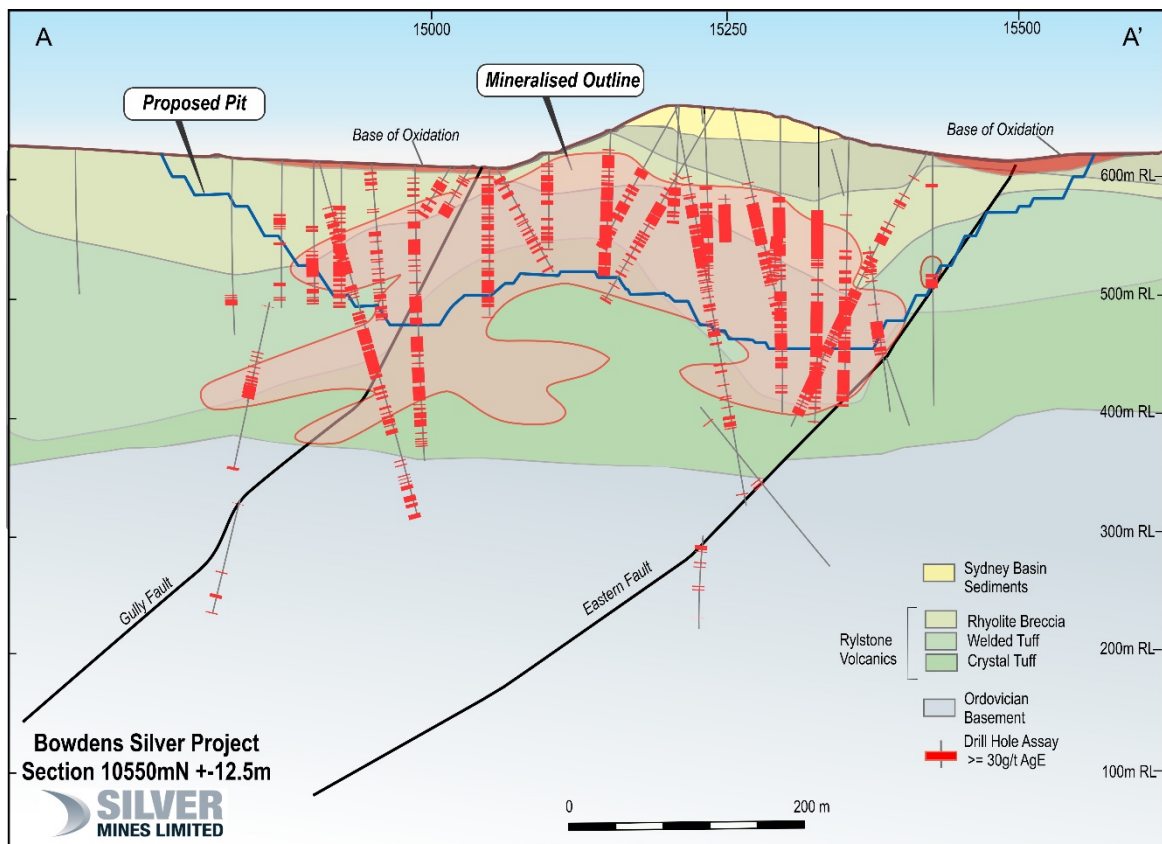 15000
15250
15500
A
A'
Mineralised Outline
Proposed Pit
Base of Oxidation
Base of Oxidation
600m RL
500m RL
400m RL
300m RL
200m RL
100m RL
Gully Fault
Eastern Fault
Sydney Basin
Sediments
Rylstone
Volcanics
Rhyolite Breccia
Welded Tuff
Crystal Tuff
Ordovician
Basement
Drill Hole Assay
>= 30g/t AgE
Bowdens Silver Project
Section 10550mN +-12.5m
SILVER
MINES LIMITED
0
200 m